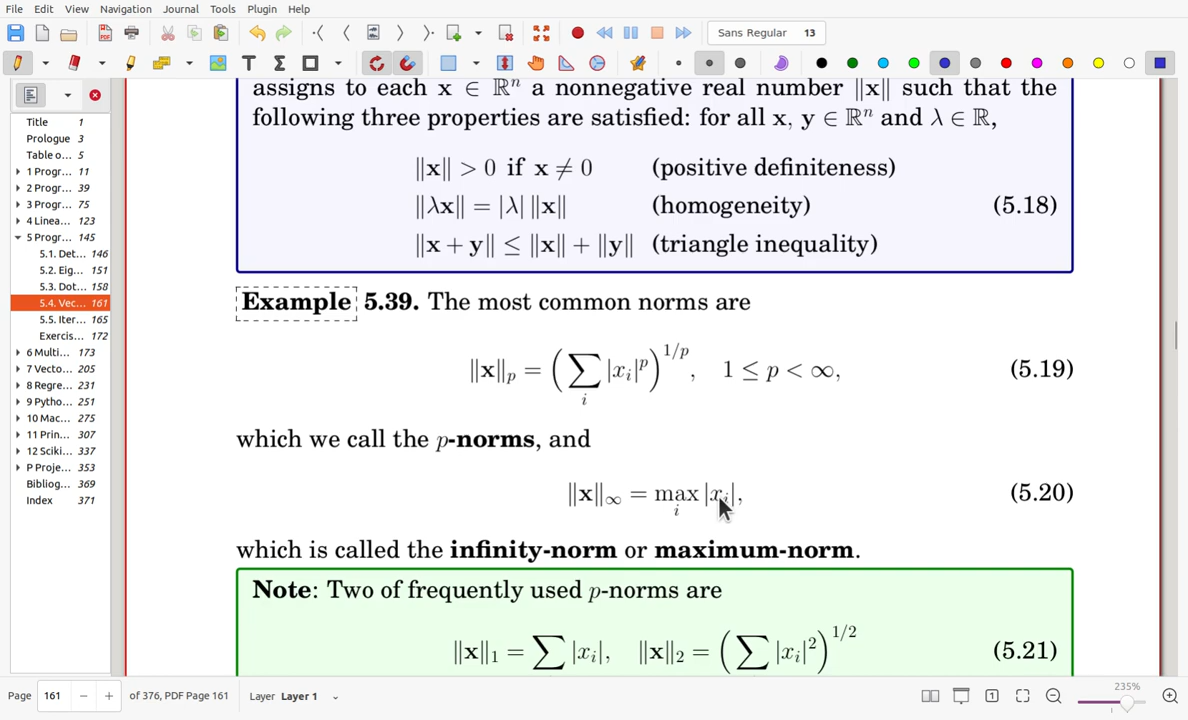 File Edit View Navigation Journal Tools Plugin Help
Sans Regular 13
Title 1
Prologue 3
Table o... 5
1 Progr... 11
2 Progr... 39
3 Progr... 75
4 Linea... 123
5 Progr... 145
5.1. Det... 146
5.2. Eig... 151
5.3. Dot... 158
5.4. Vec... 161
5.5. Iter... 165
Exercis... 172
6 Multi... 173
7 Vecto... 205
8 Regre... 231
9 Pytho... 251
10 Mac... 275
11 Prin... 307
12 Sciki... 337
P Proje... 353
Bibliog... 369
Index 371
assigns to each x ∈ ℝⁿ a nonnegative real number ‖x‖ such that the
following three properties are satisfied: for all x, y ∈ ℝⁿ and λ ∈ ℝ,
‖x‖ > 0 if x ≠ 0 (positive definiteness)
‖λx‖ = |λ| ‖x‖ (homogeneity) (5.18)
‖x + y‖ ≤ ‖x‖ + ‖y‖ (triangle inequality)
Example 5.39. The most common norms are
‖x‖ₚ = (∑ᵢ |xᵢ|ᵖ)^{1/p}, 1 ≤ p < ∞, (5.19)
which we call the p-norms, and
‖x‖_∞ = max_i |xᵢ|, (5.20)
which is called the infinity-norm or maximum-norm.
Note: Two of frequently used p-norms are
‖x‖₁ = ∑ |xᵢ|, ‖x‖₂ = (∑ |xᵢ|²)^{1/2} (5.21)
Page 161 − + of 376, PDF Page 161 Layer Layer 1 1 235%